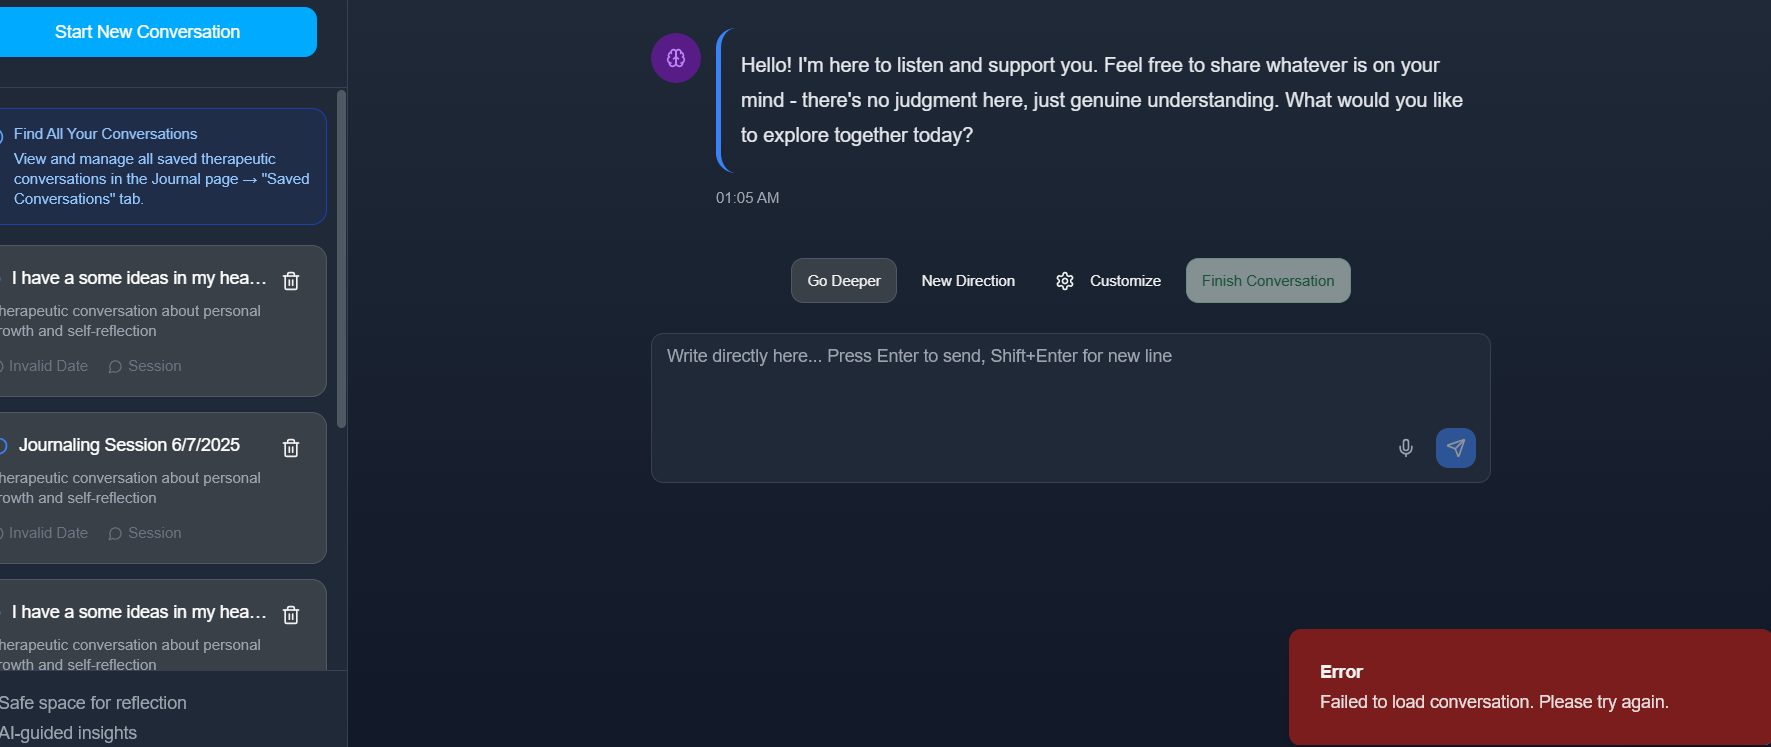 Start New Conversation
Find All Your Conversations
View and manage all saved therapeutic
conversations in the Journal page → "Saved
Conversations" tab.
I have a some ideas in my hea...
herapeutic conversation about personal
rowth and self-reflection
Invalid Date Session
Journaling Session 6/7/2025
herapeutic conversation about personal
rowth and self-reflection
Invalid Date Session
I have a some ideas in my hea...
herapeutic conversation about personal
rowth and self-reflection
Safe space for reflection
AI-guided insights
Hello! I'm here to listen and support you. Feel free to share whatever is on your
mind - there's no judgment here, just genuine understanding. What would you like
to explore together today?
01:05 AM
Go Deeper New Direction Customize Finish Conversation
Write directly here... Press Enter to send, Shift+Enter for new line
Error
Failed to load conversation. Please try again.